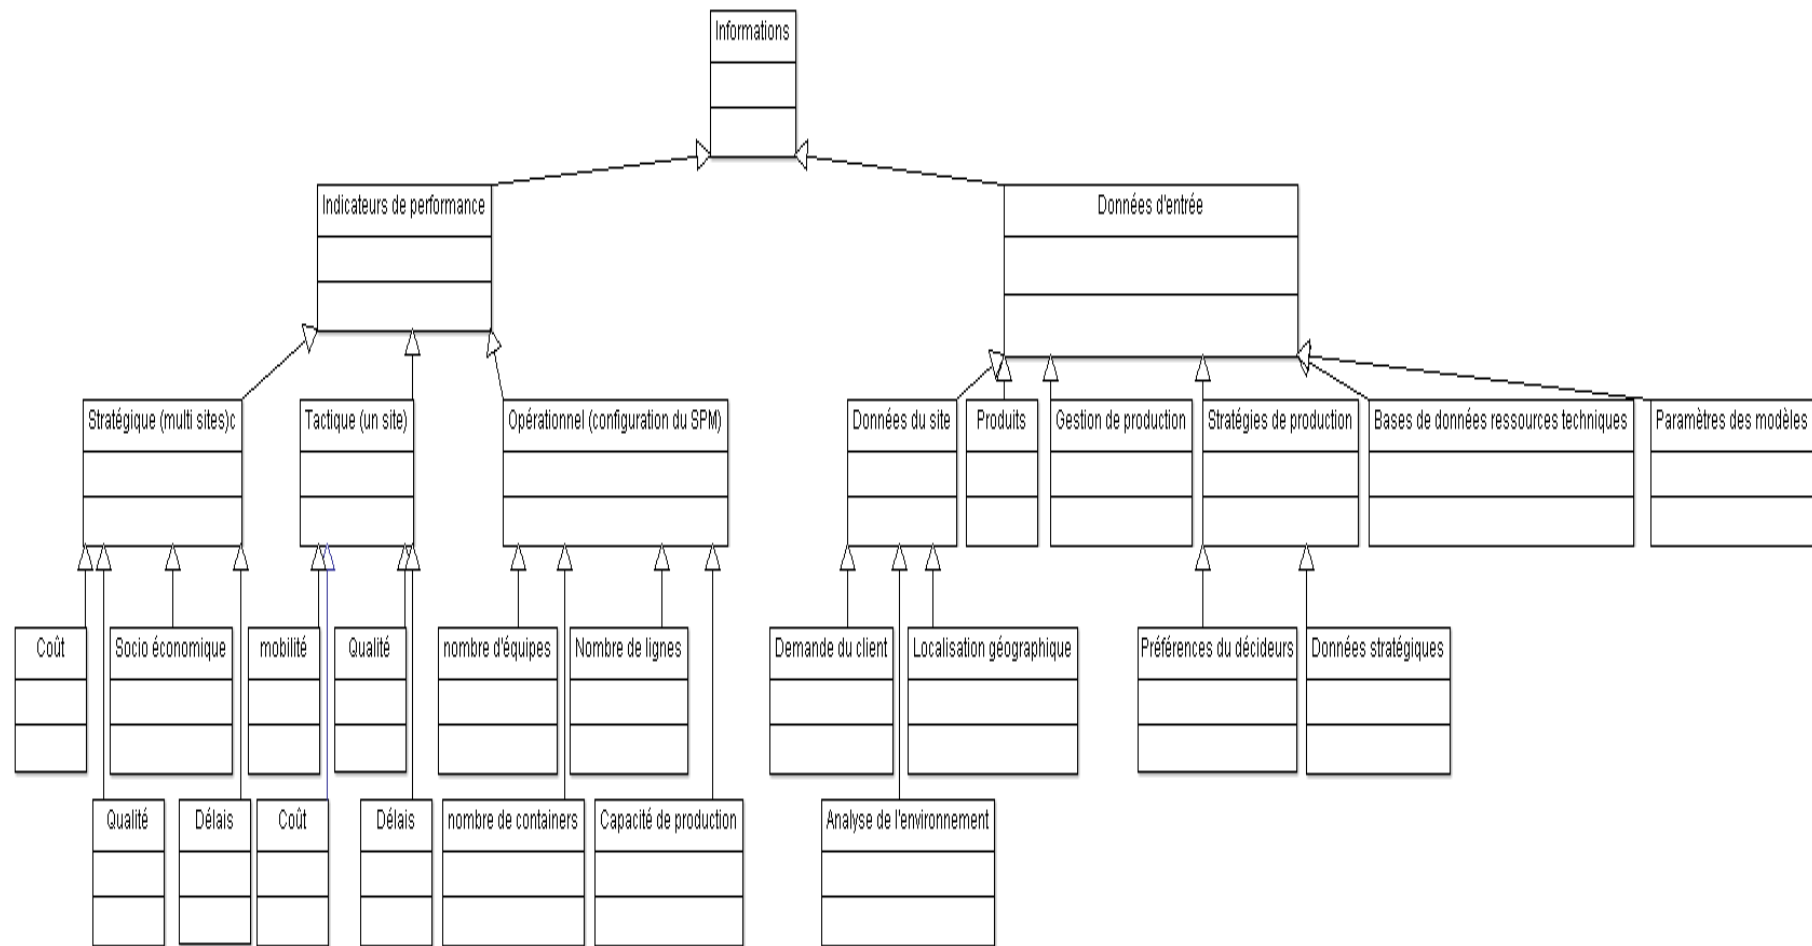 Informations
Indicateurs de performance
Données d'entrée
Stratégique (multi sites)c
Tactique (un site)
Opérationnel (configuration du SPM)
Données du site
Produits
Gestion de production
Stratégies de production
Bases de données ressources techniques
Paramètres des modèles
Coût
Socio économique
mobilité
Qualité
nombre d'équipes
Nombre de lignes
Demande du client
Localisation géographique
Préférences du décideurs
Données stratégiques
Qualité
Délais
Coût
Délais
nombre de containers
Capacité de production
Analyse de l'environnement